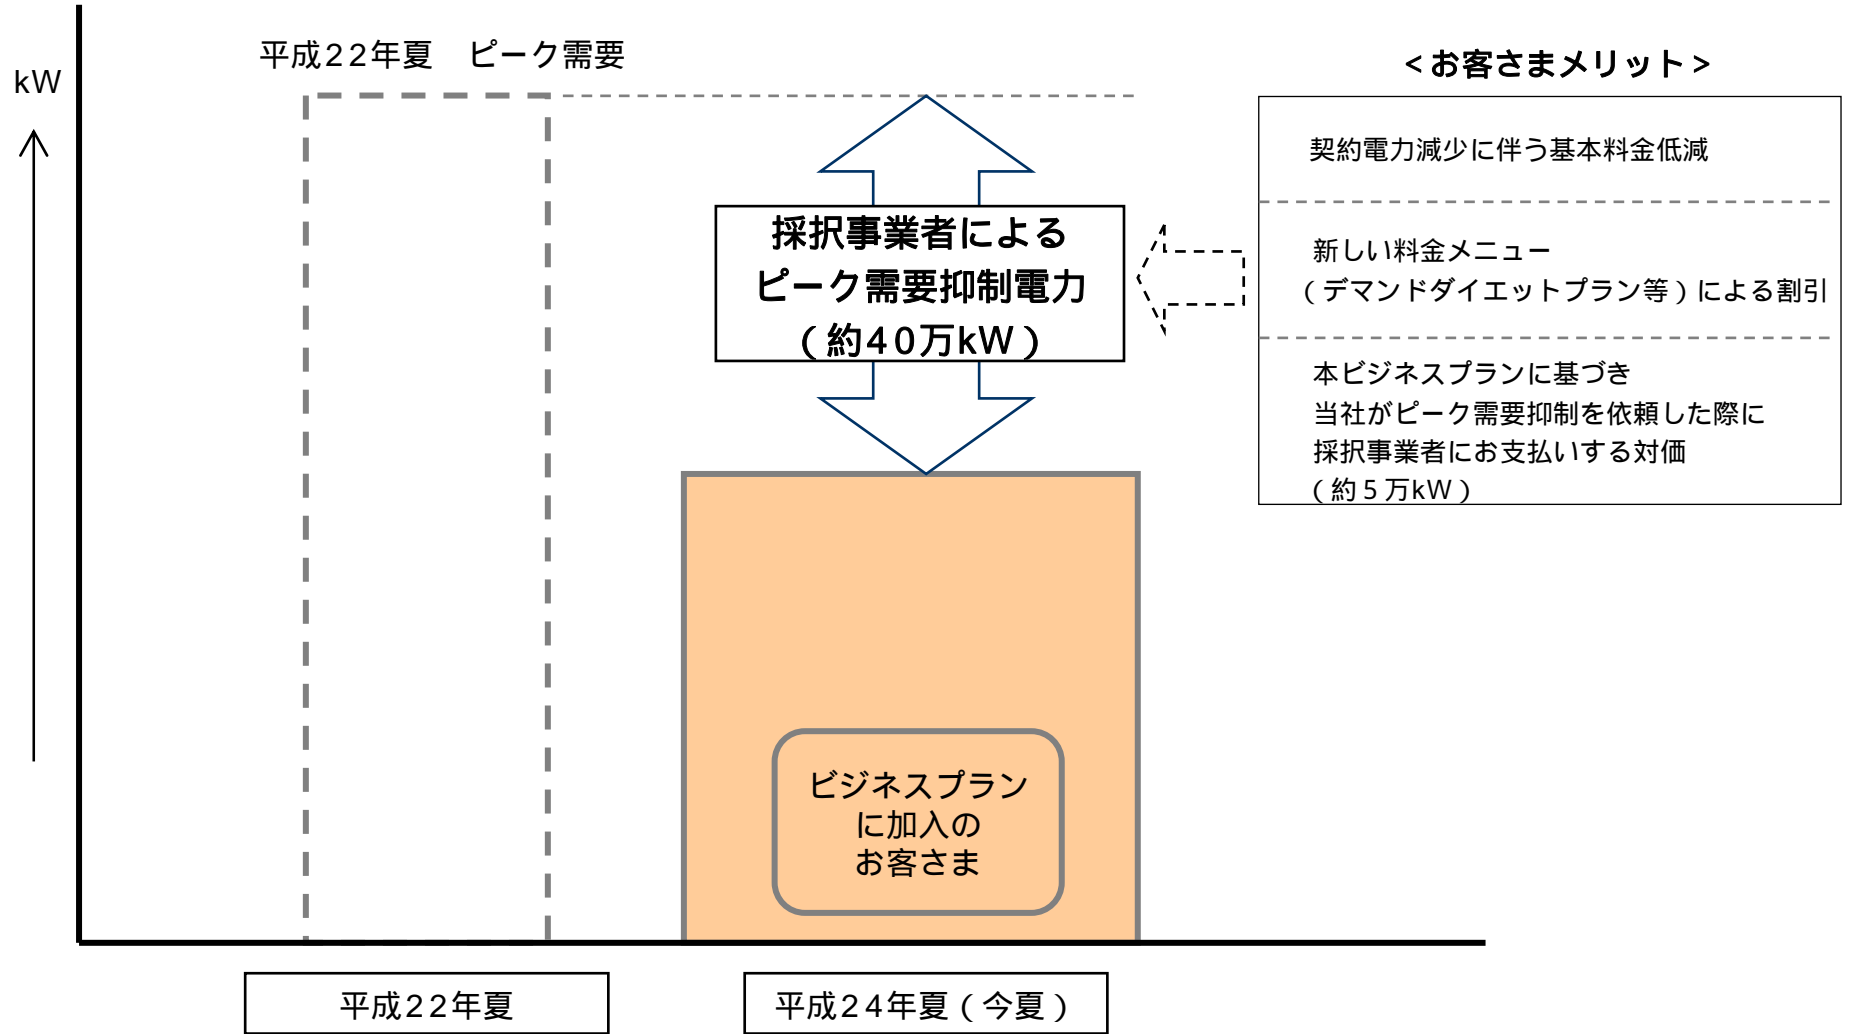 平成22年夏　ピーク需要
kW
＜お客さまメリット＞
契約電力減少に伴う基本料金低減
新しい料金メニュー
（デマンドダイエットプラン等）による割引
本ビジネスプランに基づき
当社がピーク需要抑制を依頼した際に
採択事業者にお支払いする対価
（約５万kW）
採択事業者による
ピーク需要抑制電力
（約40万kW）
ビジネスプラン
に加入の
お客さま
平成22年夏
平成24年夏（今夏）